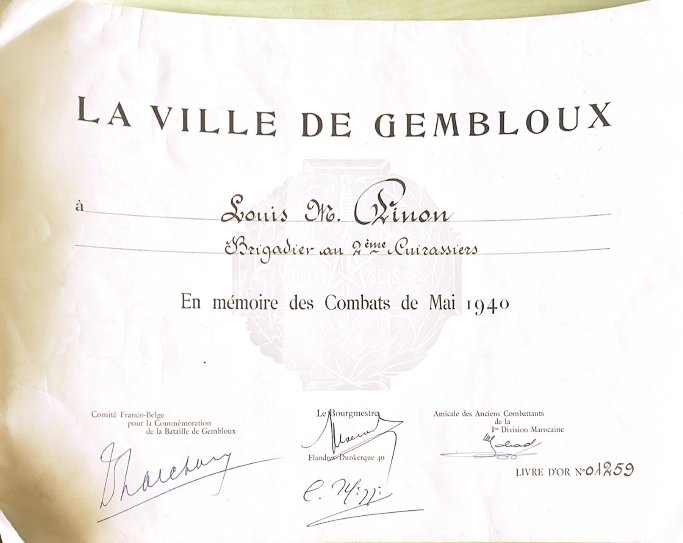 LA VILLE DE GEMBLOUX
à Louis M. Pinon
Brigadier au 2ème Cuirassiers
En mémoire des Combats de Mai 1940
Comité Franco-Belge
pour la Commémoration
de la Bataille de Gembloux
Le Bourgmestre
Flandres-Dunkerque 40
Amicale des Anciens Combattants
de la
Ire Division Marocaine
LIVRE D'OR N° 01259